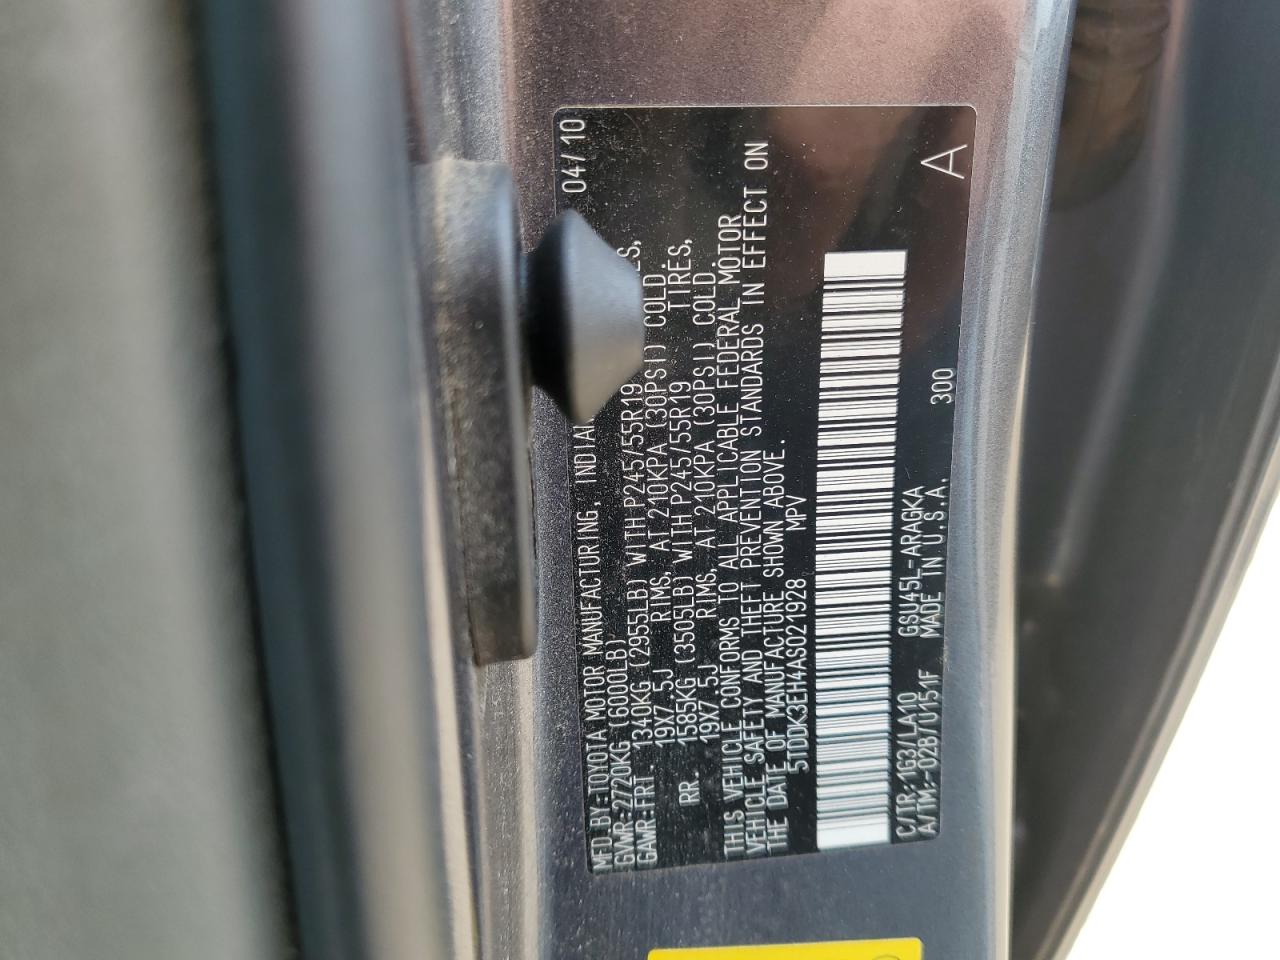 MFD BY:TOYOTA MOTOR MANUFACTURING, 04/10
GVWR:2720KG(6000LB)
GAWR:FRT. 1340KG (2955LB) WITH P245/55R19
19X7.5J RIMS, AT 210KPA (30PSI) COLD.
RR. 1585KG (3505LB) WITH P245/55R19 TIRES,
19X7.5J RIMS, AT 210KPA (30PSI) COLD.
THIS VEHICLE CONFORMS TO ALL APPLICABLE FEDERAL MOTOR
VEHICLE SAFETY AND THEFT PREVENTION STANDARDS IN EFFECT ON
THE DATE OF MANUFACTURE SHOWN ABOVE.
5TDDK3EH4AS021928 MPV
C/TR:1G3/LA10 GSU45L-ARAGKA
A/TM:-02B/U151F MADE IN U.S.A. 300 A